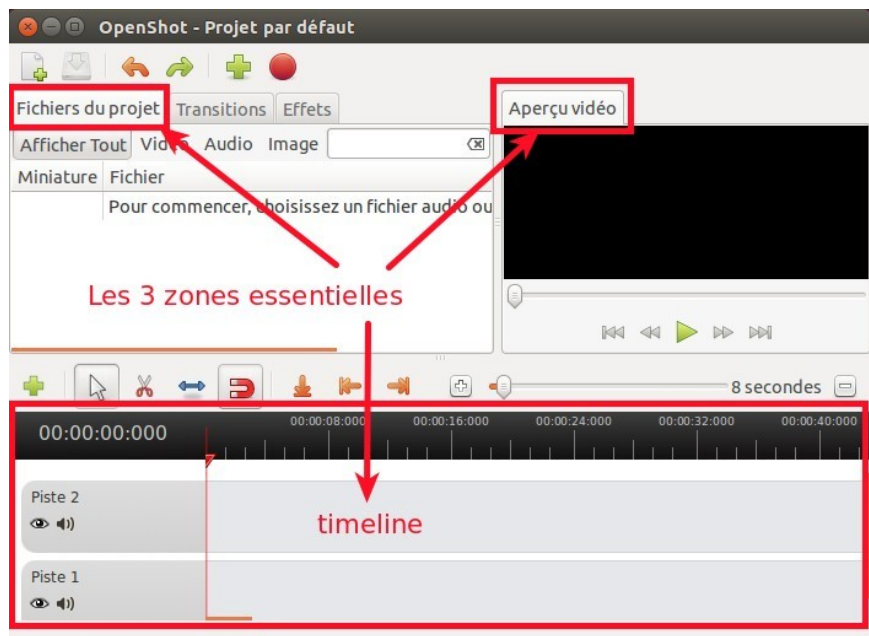 OpenShot - Projet par défaut
Fichiers du projet Transitions Effets
Aperçu vidéo
Afficher Tout Vidéo Audio Image
Miniature Fichier
Pour commencer, choisissez un fichier audio ou
Les 3 zones essentielles
8 secondes
00:00:00:000
00:00:08:000 00:00:16:000 00:00:24:000 00:00:32:000 00:00:40:000
Piste 2
timeline
Piste 1